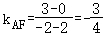 k_AF = 3-0/-2-2 = -3/4